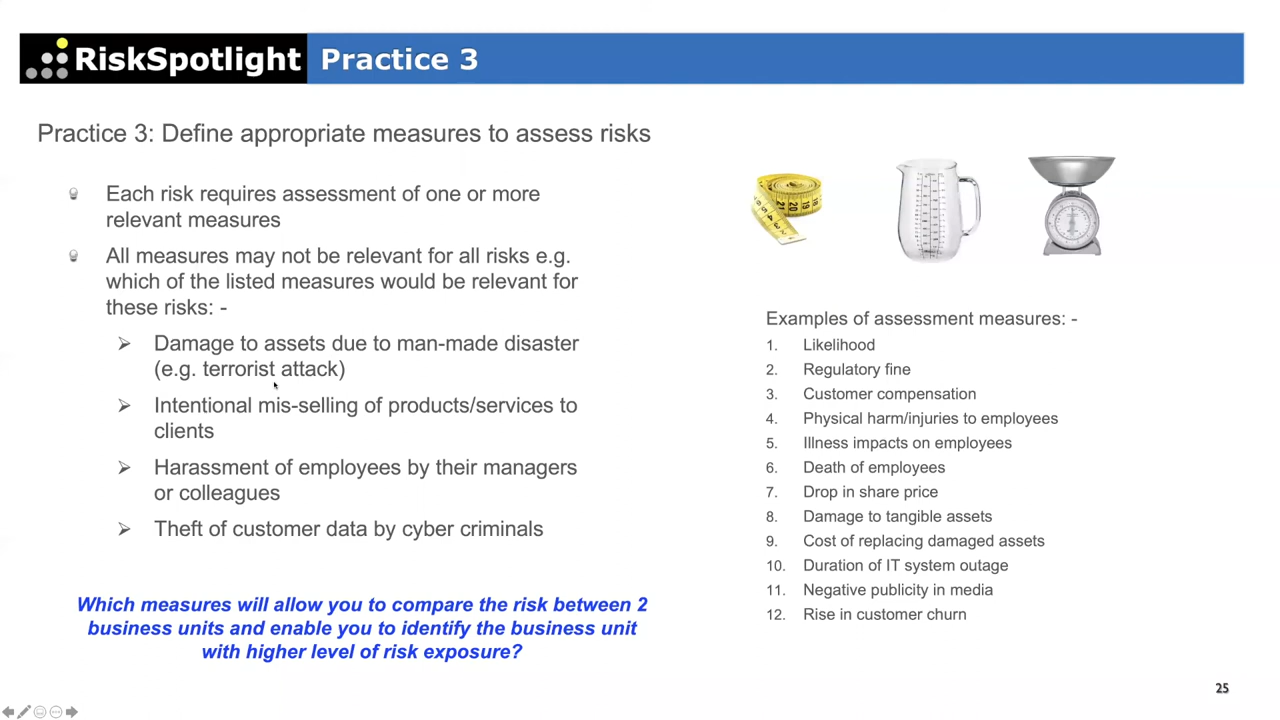 RiskSpotlight Practice 3
Practice 3: Define appropriate measures to assess risks
Each risk requires assessment of one or more
relevant measures
All measures may not be relevant for all risks e.g.
which of the listed measures would be relevant for
these risks: -
Damage to assets due to man-made disaster
(e.g. terrorist attack)
Intentional mis-selling of products/services to
clients
Harassment of employees by their managers
or colleagues
Theft of customer data by cyber criminals
Which measures will allow you to compare the risk between 2
business units and enable you to identify the business unit
with higher level of risk exposure?
Examples of assessment measures: -
1. Likelihood
2. Regulatory fine
3. Customer compensation
4. Physical harm/injuries to employees
5. Illness impacts on employees
6. Death of employees
7. Drop in share price
8. Damage to tangible assets
9. Cost of replacing damaged assets
10. Duration of IT system outage
11. Negative publicity in media
12. Rise in customer churn
25